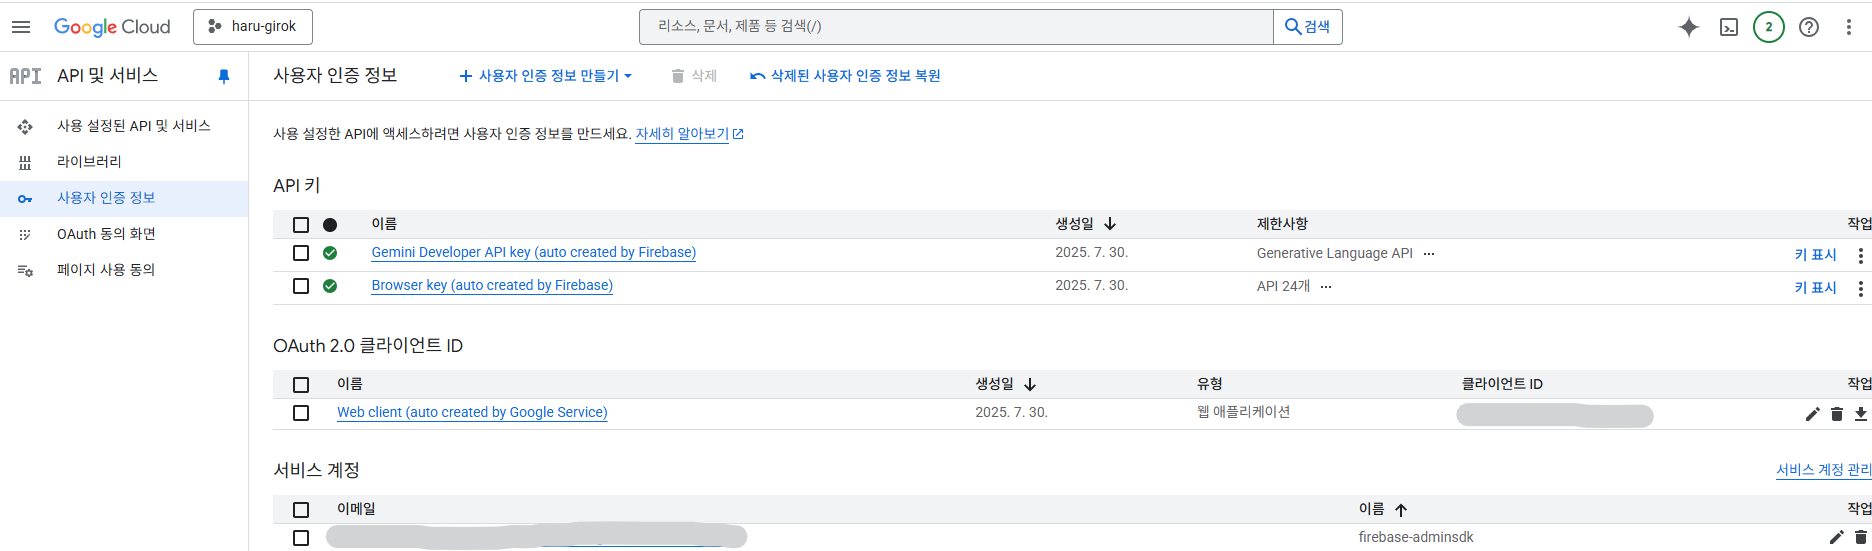 Google Cloud haru-girok 리소스, 문서, 제품 등 검색(/) 검색 2
API API 및 서비스 사용자 인증 정보 사용자 인증 정보 만들기 삭제 삭제된 사용자 인증 정보 복원
사용 설정된 API 및 서비스
라이브러리
사용자 인증 정보
OAuth 동의 화면
페이지 사용 동의
사용 설정한 API에 액세스하려면 사용자 인증 정보를 만드세요. 자세히 알아보기
API 키
이름 생성일 제한사항 작업
Gemini Developer API key (auto created by Firebase) 2025. 7. 30. Generative Language API 키 표시
Browser key (auto created by Firebase) 2025. 7. 30. API 24개 키 표시
OAuth 2.0 클라이언트 ID
이름 생성일 유형 클라이언트 ID 작업
Web client (auto created by Google Service) 2025. 7. 30. 웹 애플리케이션
서비스 계정 서비스 계정 관리
이메일 이름 작업
firebase-adminsdk